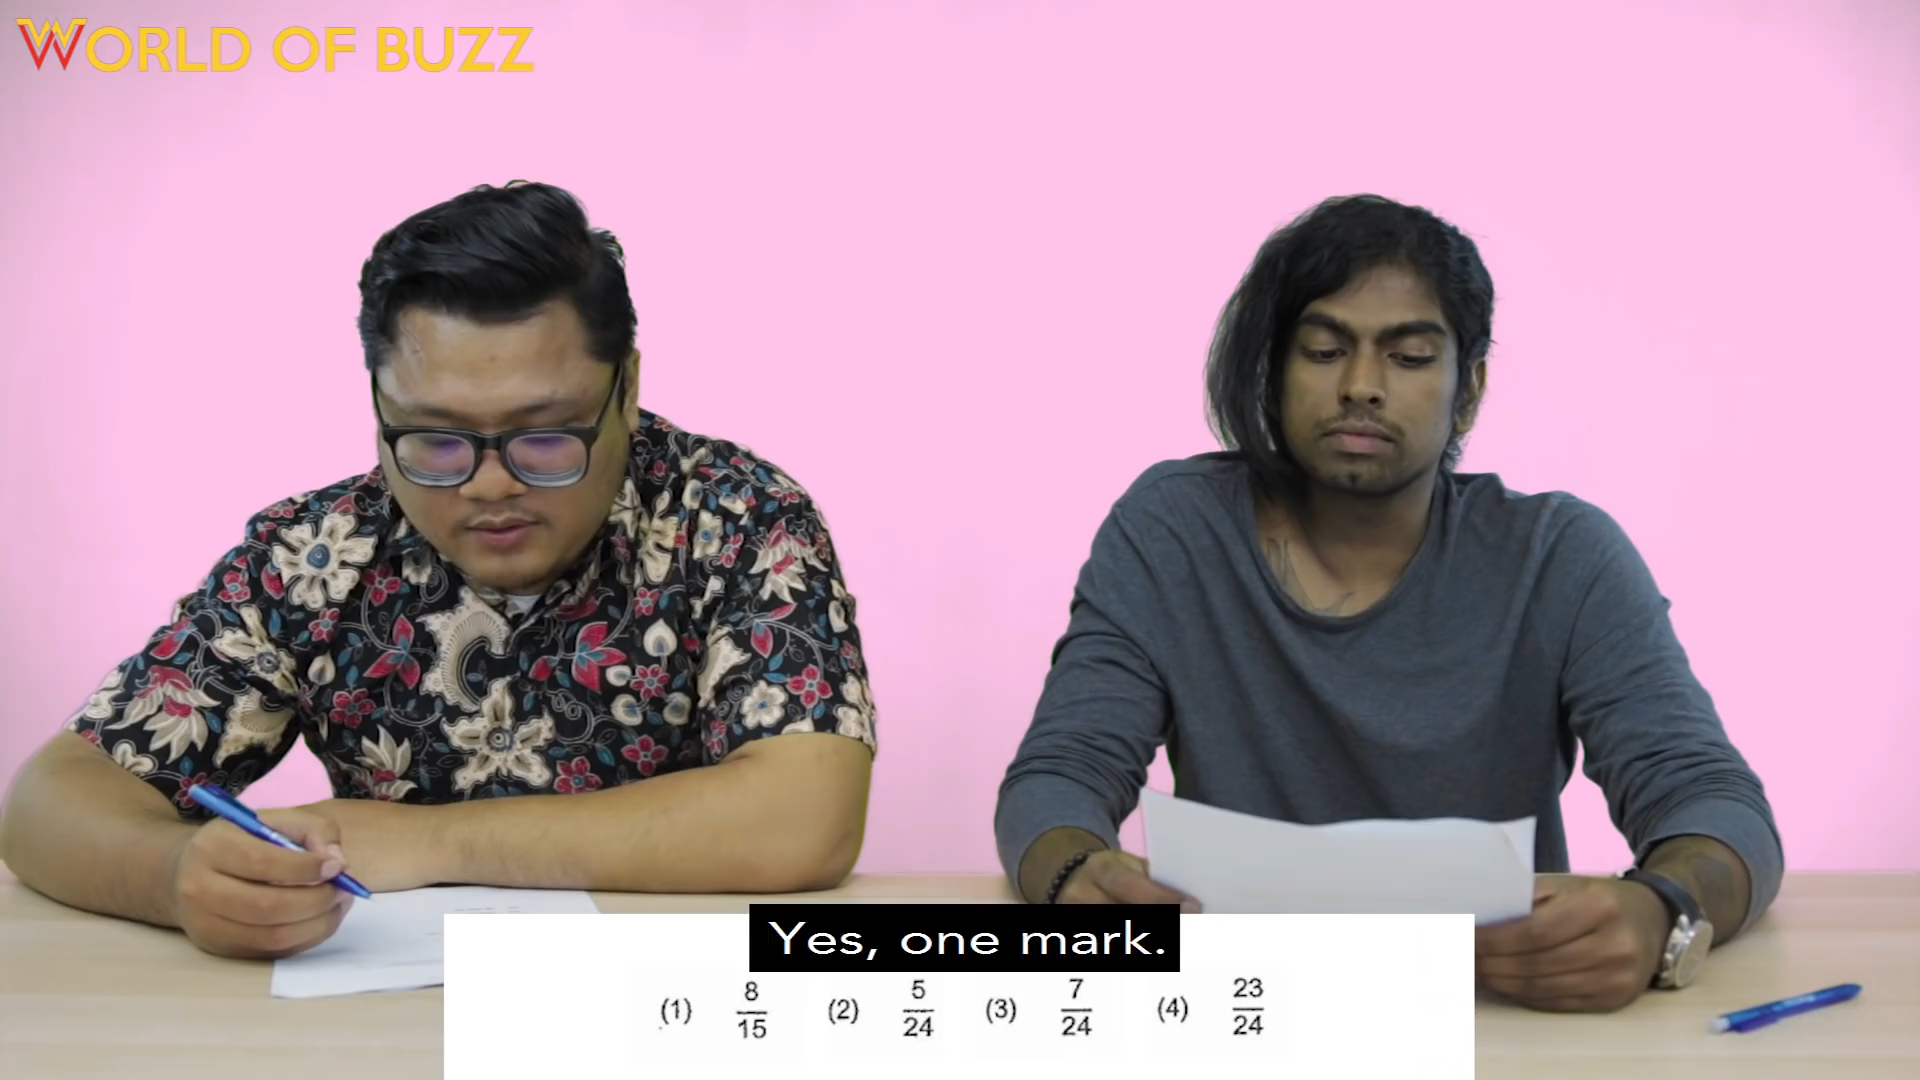 WORLD OF BUZZ
Yes, one mark.
(1) 8/15 (2) 5/24 (3) 7/24 (4) 23/24